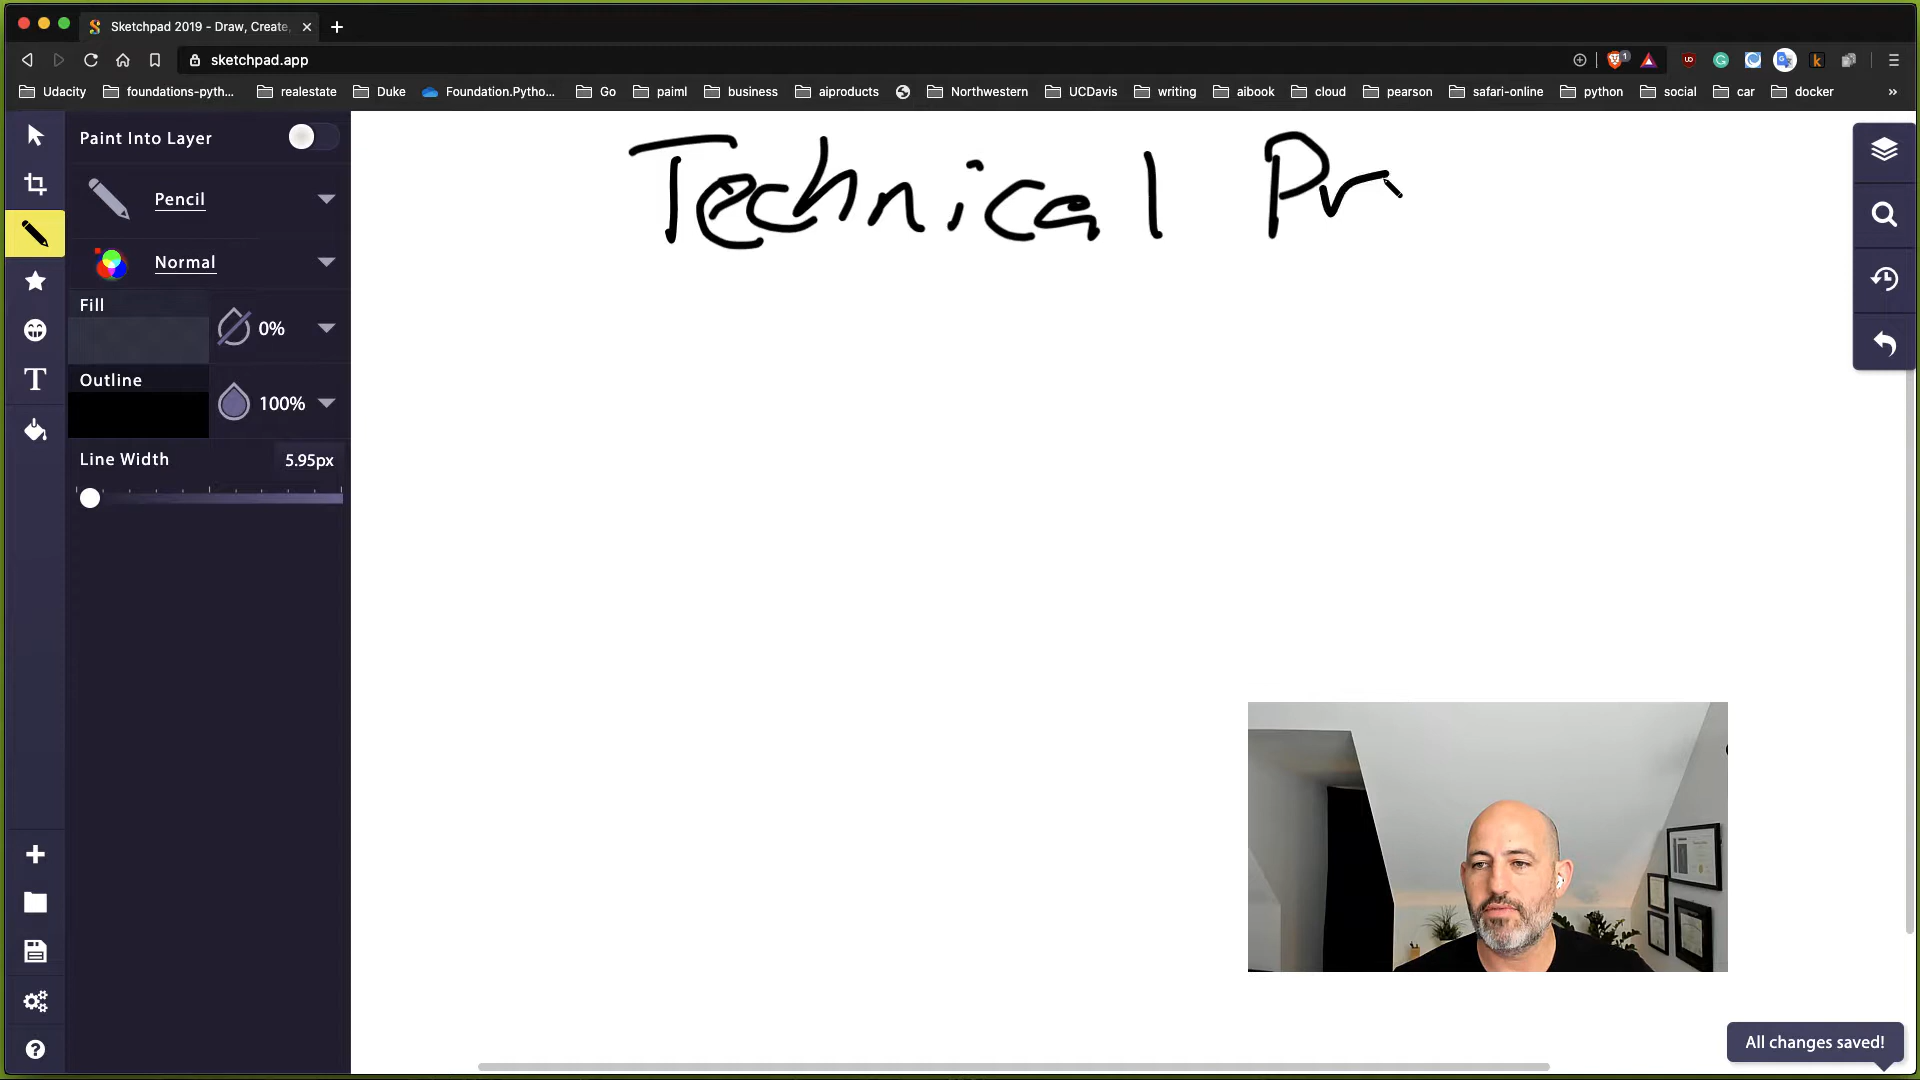 Sketchpad 2019 - Draw, Create,
sketchpad.app
1
Udacity foundations-pyth... realestate Duke Foundation.Pytho... Go paiml business aiproducts Northwestern UCDavis writing aibook cloud pearson safari-online python social car docker »
Technical Pr
Paint Into Layer
Pencil
Normal
Fill
0%
Outline
100%
Line Width 5.95px
All changes saved!